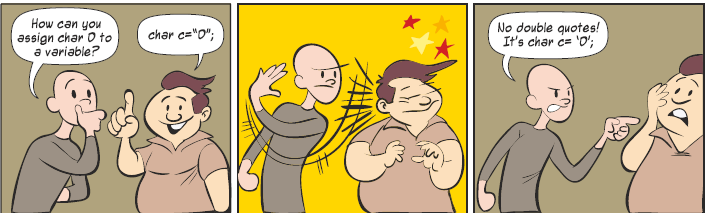 How can you
assign char D to
a variable?
char c="D";
No double quotes!
It's char c= 'D';